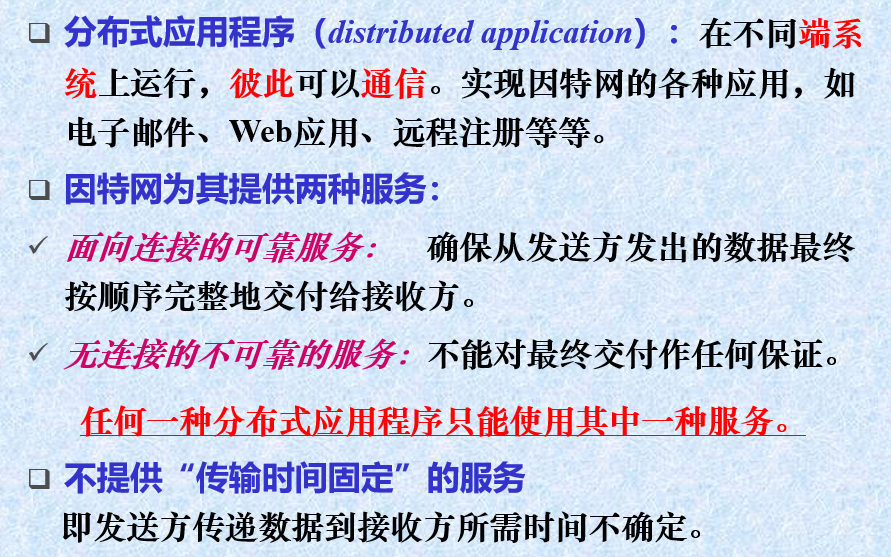 分布式应用程序（distributed application）：在不同端系
统上运行，彼此可以通信。实现因特网的各种应用，如
电子邮件、Web应用、远程注册等等。
因特网为其提供两种服务：
面向连接的可靠服务： 确保从发送方发出的数据最终
按顺序完整地交付给接收方。
无连接的不可靠的服务：不能对最终交付作任何保证。
任何一种分布式应用程序只能使用其中一种服务。
不提供“传输时间固定”的服务
即发送方传递数据到接收方所需时间不确定。